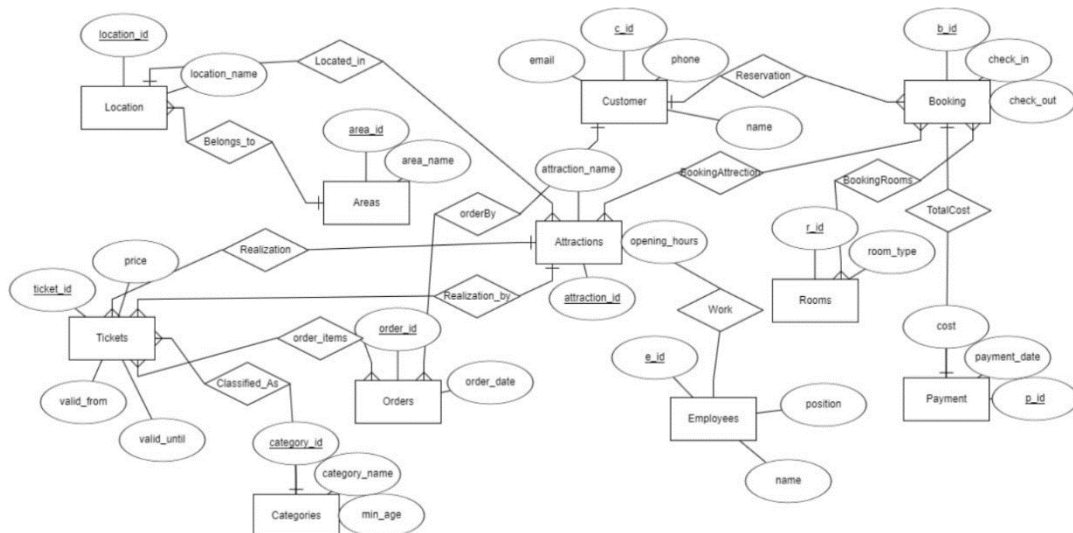 location_id
location_name
Location
Located_in
Belongs_to
area_id
area_name
Areas
c_id
email
phone
Customer
name
Reservation
b_id
check_in
check_out
Booking
attraction_name
BookingAttrection
BookingRooms
TotalCost
orderBy
Attractions
opening_hours
attraction_id
Realization
Realization_by
r_id
room_type
Rooms
price
ticket_id
Tickets
valid_from
valid_until
order_items
order_id
order_date
Orders
Classified_As
Work
e_id
position
Employees
name
cost
payment_date
p_id
Payment
category_id
category_name
min_age
Categories